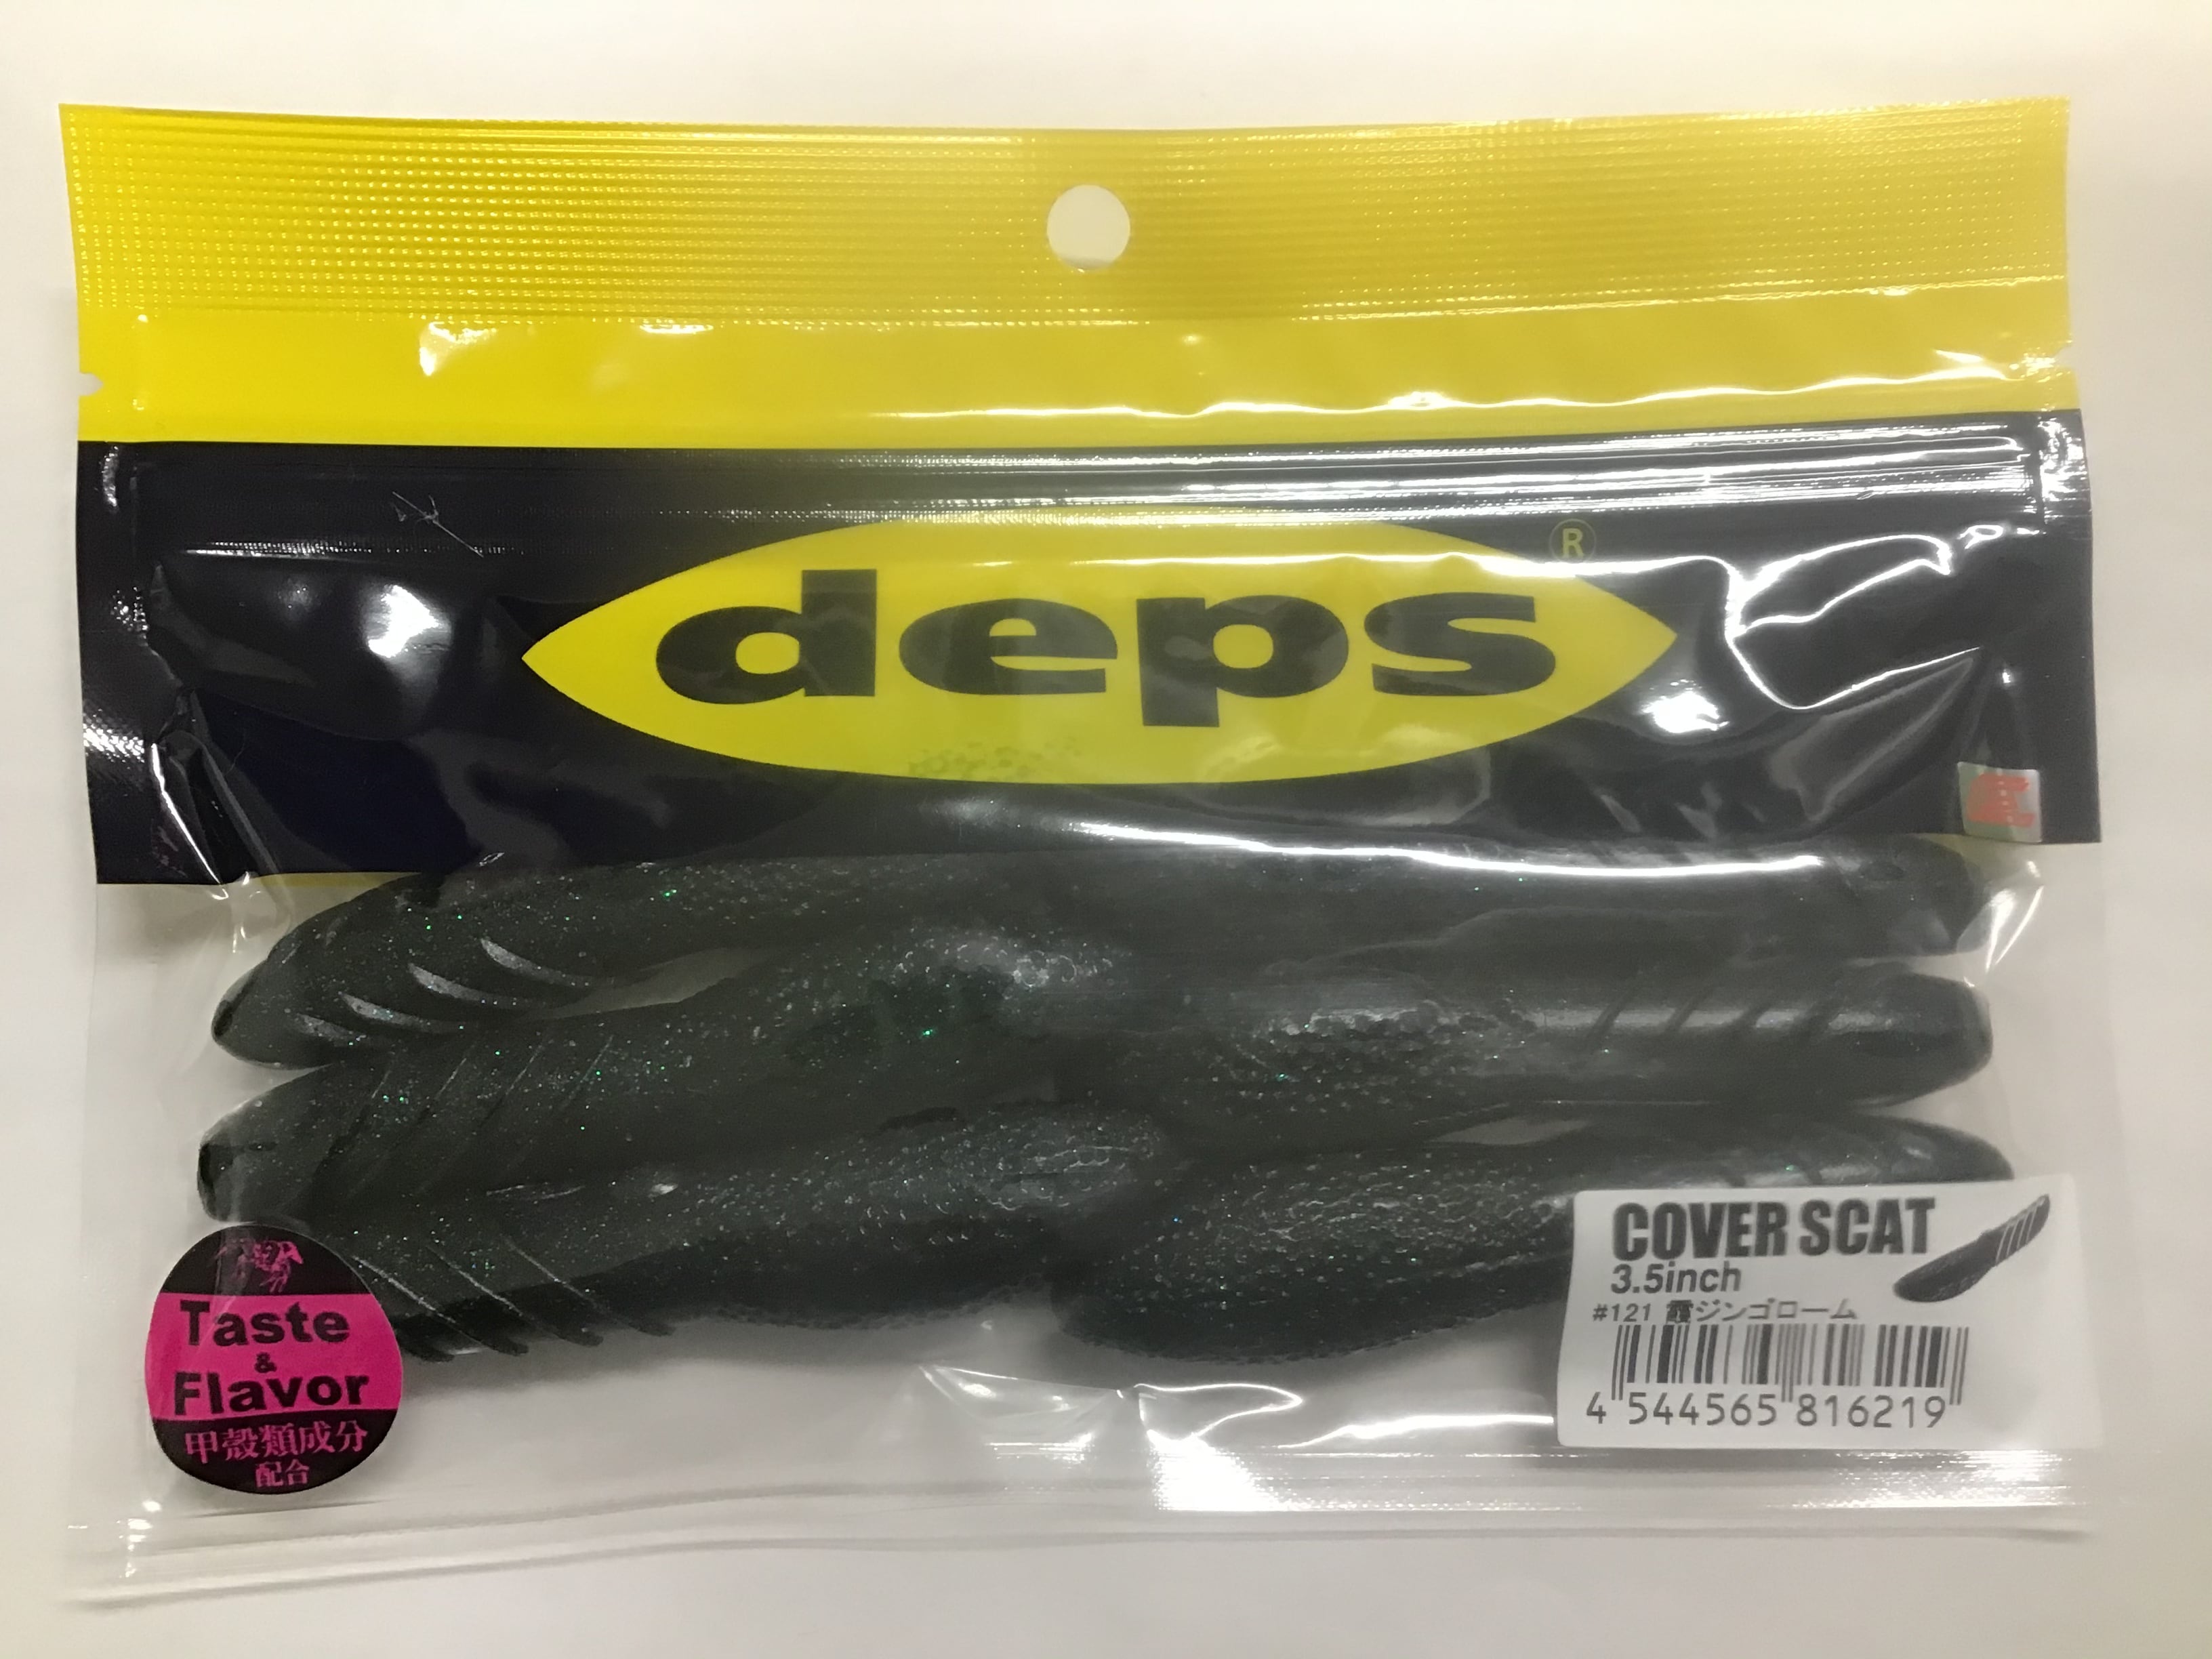 deps
®
COVER SCAT
3.5inch
#121 霞ジンゴローム
4 544565 816219
Taste
&
Flavor
甲殻類成分
配合